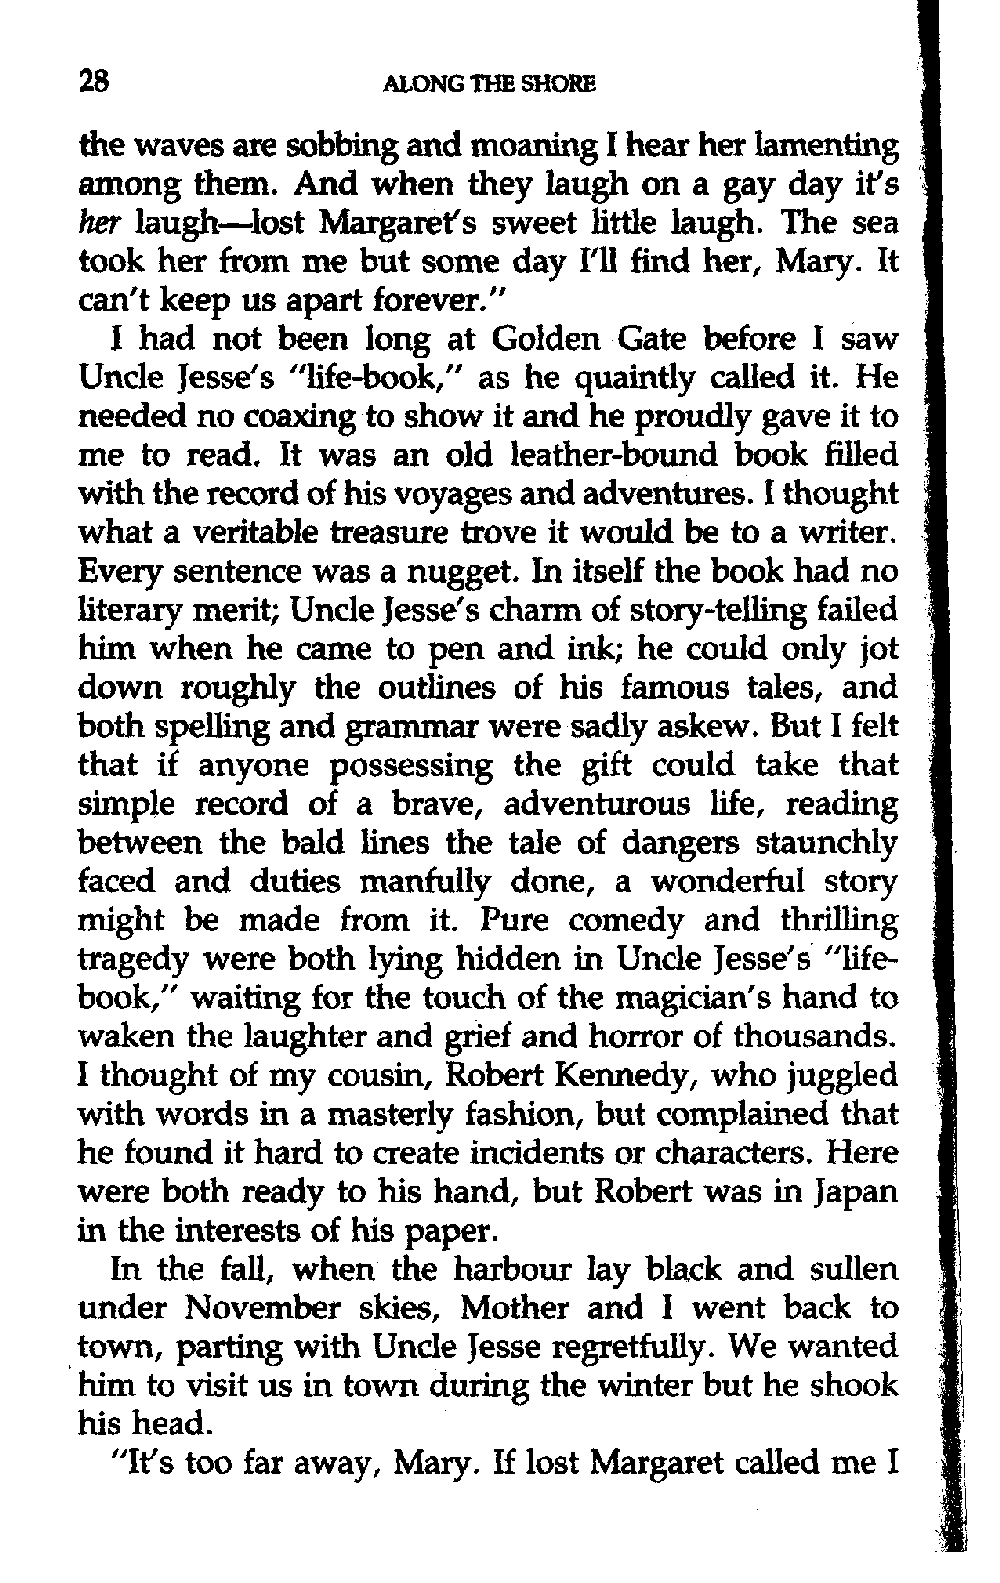 28 ALONG THE SHORE
the waves are sobbing and moaning I hear her lamenting
among them. And when they laugh on a gay day it's
her laugh—lost Margaret's sweet little laugh. The sea
took her from me but some day I'll find her, Mary. It
can't keep us apart forever."
I had not been long at Golden Gate before I saw
Uncle Jesse's "life-book," as he quaintly called it. He
needed no coaxing to show it and he proudly gave it to
me to read. It was an old leather-bound book filled
with the record of his voyages and adventures. I thought
what a veritable treasure trove it would be to a writer.
Every sentence was a nugget. In itself the book had no
literary merit; Uncle Jesse's charm of story-telling failed
him when he came to pen and ink; he could only jot
down roughly the outlines of his famous tales, and
both spelling and grammar were sadly askew. But I felt
that if anyone possessing the gift could take that
simple record of a brave, adventurous life, reading
between the bald lines the tale of dangers staunchly
faced and duties manfully done, a wonderful story
might be made from it. Pure comedy and thrilling
tragedy were both lying hidden in Uncle Jesse's "life-
book," waiting for the touch of the magician's hand to
waken the laughter and grief and horror of thousands.
I thought of my cousin, Robert Kennedy, who juggled
with words in a masterly fashion, but complained that
he found it hard to create incidents or characters. Here
were both ready to his hand, but Robert was in Japan
in the interests of his paper.
In the fall, when the harbour lay black and sullen
under November skies, Mother and I went back to
town, parting with Uncle Jesse regretfully. We wanted
him to visit us in town during the winter but he shook
his head.
"It's too far away, Mary. If lost Margaret called me I